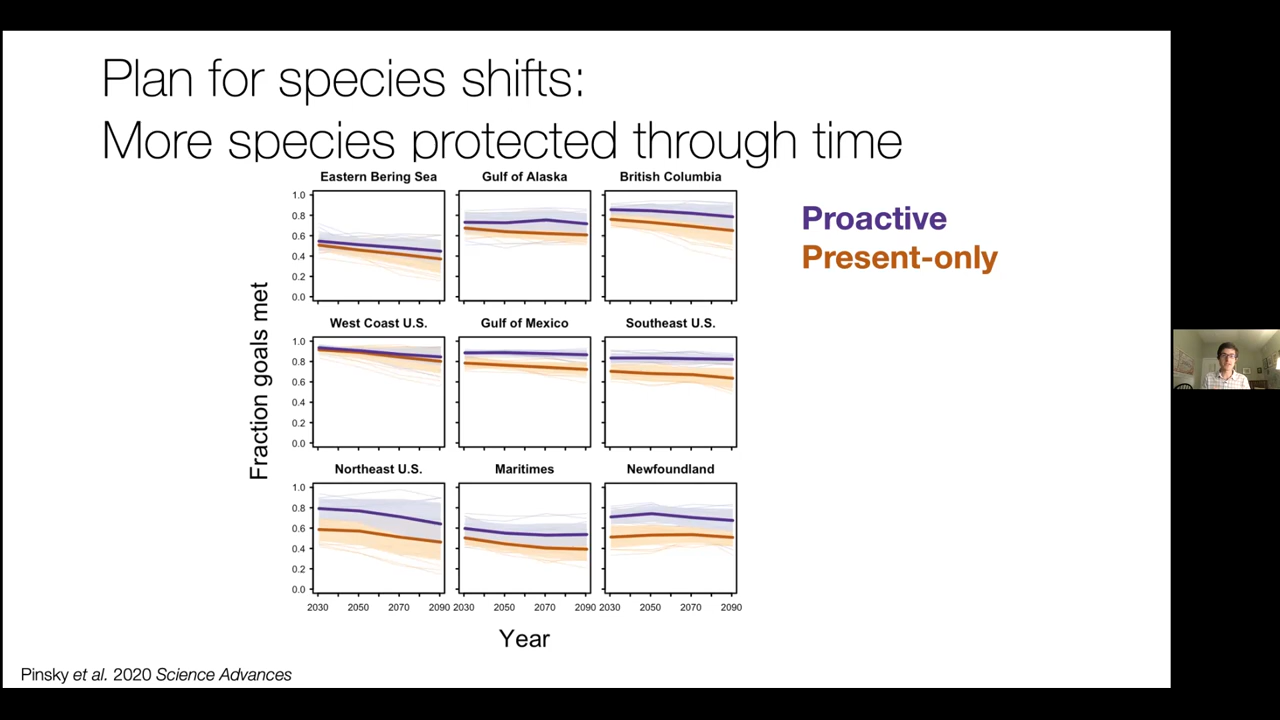 Plan for species shifts:
More species protected through time
Eastern Bering Sea
Gulf of Alaska
British Columbia
1.0
0.8
0.6
0.4
0.2
0.0
Proactive
Present-only
West Coast U.S.
Gulf of Mexico
Southeast U.S.
1.0
0.8
0.6
0.4
0.2
0.0
Fraction goals met
Northeast U.S.
Maritimes
Newfoundland
1.0
0.8
0.6
0.4
0.2
0.0
2030 2050 2070 2090 2030 2050 2070 2090 2030 2050 2070 2090
Year
Pinsky et al. 2020 Science Advances